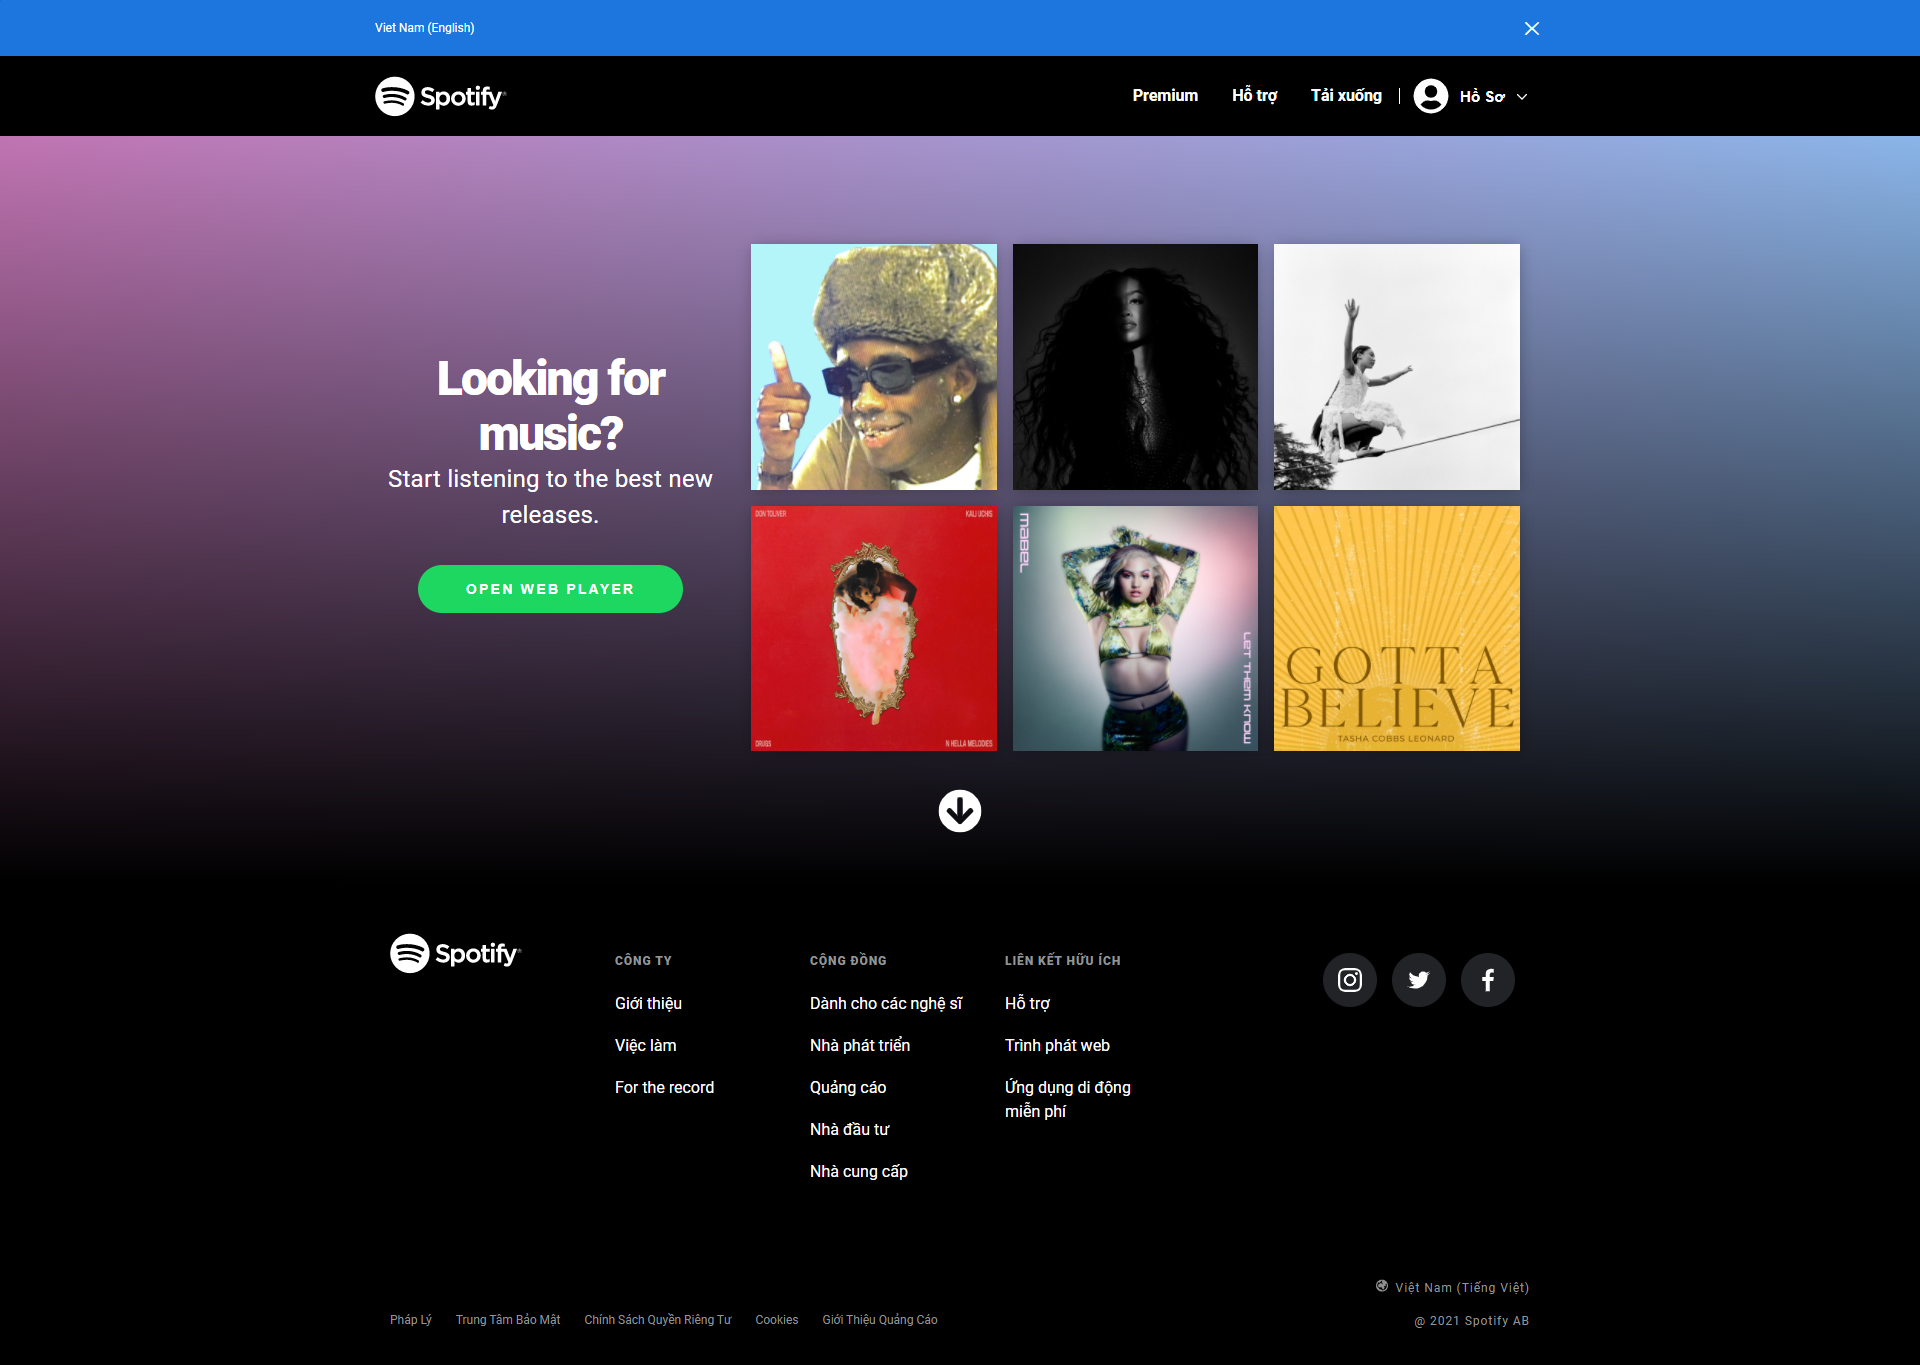 Viet Nam (English)
Spotify®
Premium
Hỗ trợ
Tải xuống
Hồ Sơ
Looking for
music?
Start listening to the best new
releases.
OPEN WEB PLAYER
DON TOLIVER
KALI UCHIS
DRUGS
N HELLA MELODIES
MABEL
LET THEM KNOW
GOTTA
BELIEVE
TASHA COBBS LEONARD
Spotify®
CÔNG TY
Giới thiệu
Việc làm
For the record
CỘNG ĐỒNG
Dành cho các nghệ sĩ
Nhà phát triển
Quảng cáo
Nhà đầu tư
Nhà cung cấp
LIÊN KẾT HỮU ÍCH
Hỗ trợ
Trình phát web
Ứng dụng di động
miễn phí
Việt Nam (Tiếng Việt)
Pháp Lý
Trung Tâm Bảo Mật
Chính Sách Quyền Riêng Tư
Cookies
Giới Thiệu Quảng Cáo
@ 2021 Spotify AB